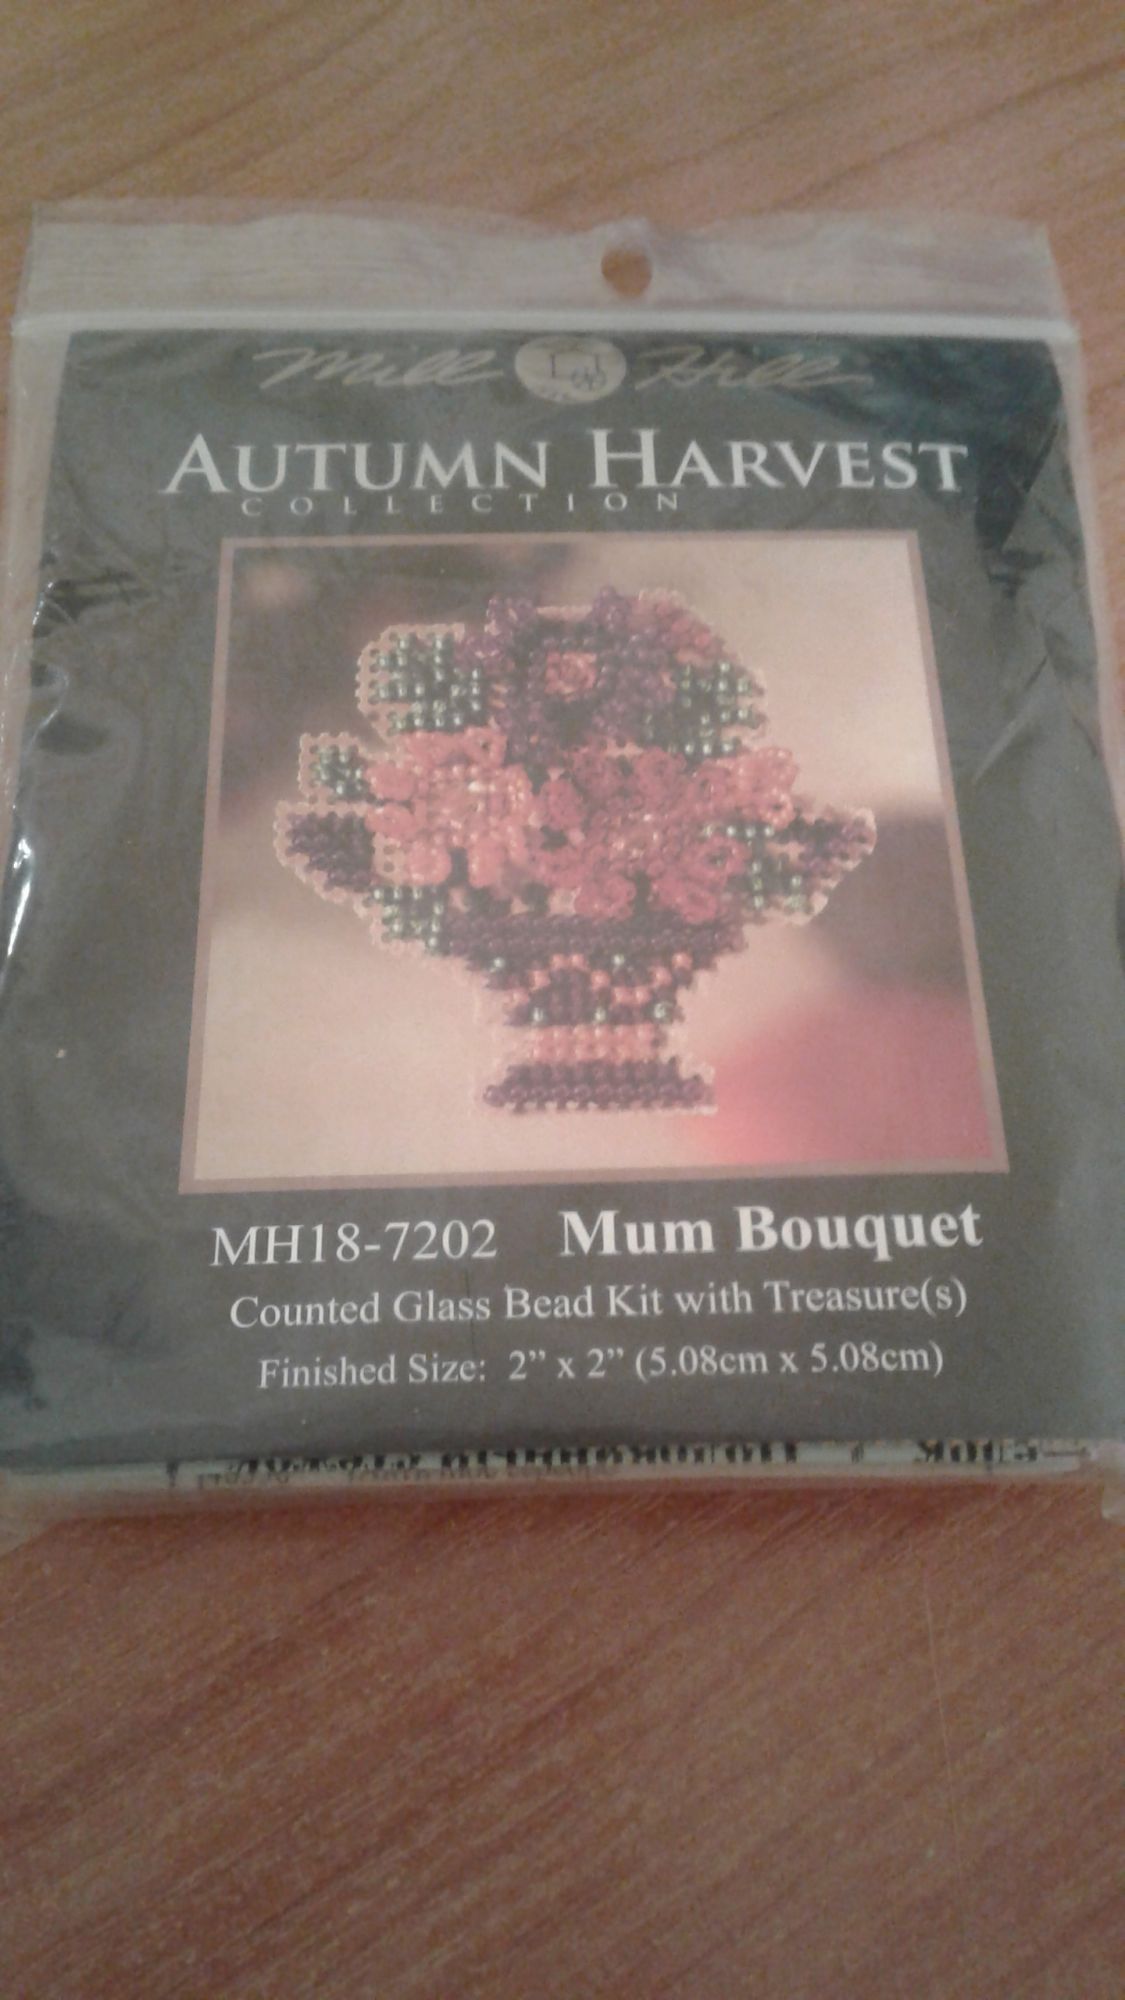 Mill Hill
AUTUMN HARVEST
COLLECTION
MH18-7202 Mum Bouquet
Counted Glass Bead Kit with Treasure(s)
Finished Size: 2” x 2” (5.08cm x 5.08cm)